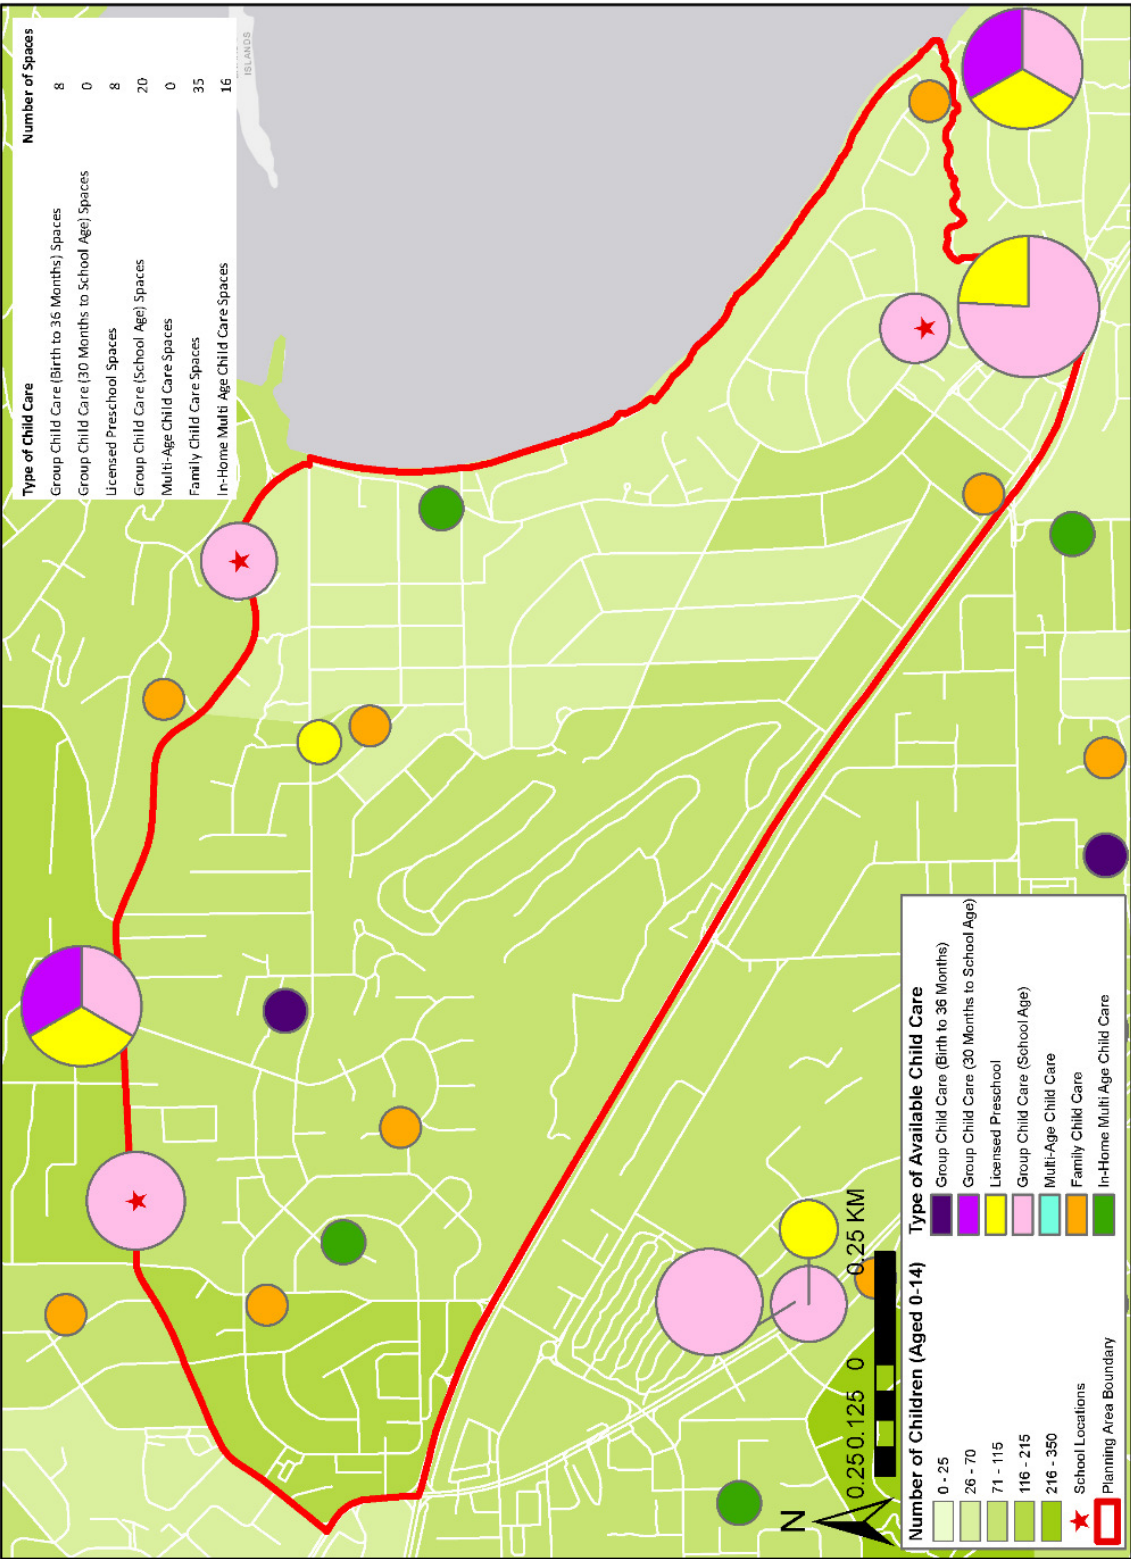 Type of Child Care Number of Spaces
Group Child Care (Birth to 36 Months) Spaces 8
Group Child Care (30 Months to School Age) Spaces 0
Licensed Preschool Spaces 8
Group Child Care (School Age) Spaces 20
Multi-Age Child Care Spaces 0
Family Child Care Spaces 35
In-Home Multi Age Child Care Spaces 16
ISLANDS
N
0.25 0.125 0 0.25 KM
Number of Children (Aged 0-14)
0 - 25
26 - 70
71 - 115
116 - 215
216 - 350
School Locations
Planning Area Boundary
Type of Available Child Care
Group Child Care (Birth to 36 Months)
Group Child Care (30 Months to School Age)
Licensed Preschool
Group Child Care (School Age)
Multi-Age Child Care
Family Child Care
In-Home Multi Age Child Care